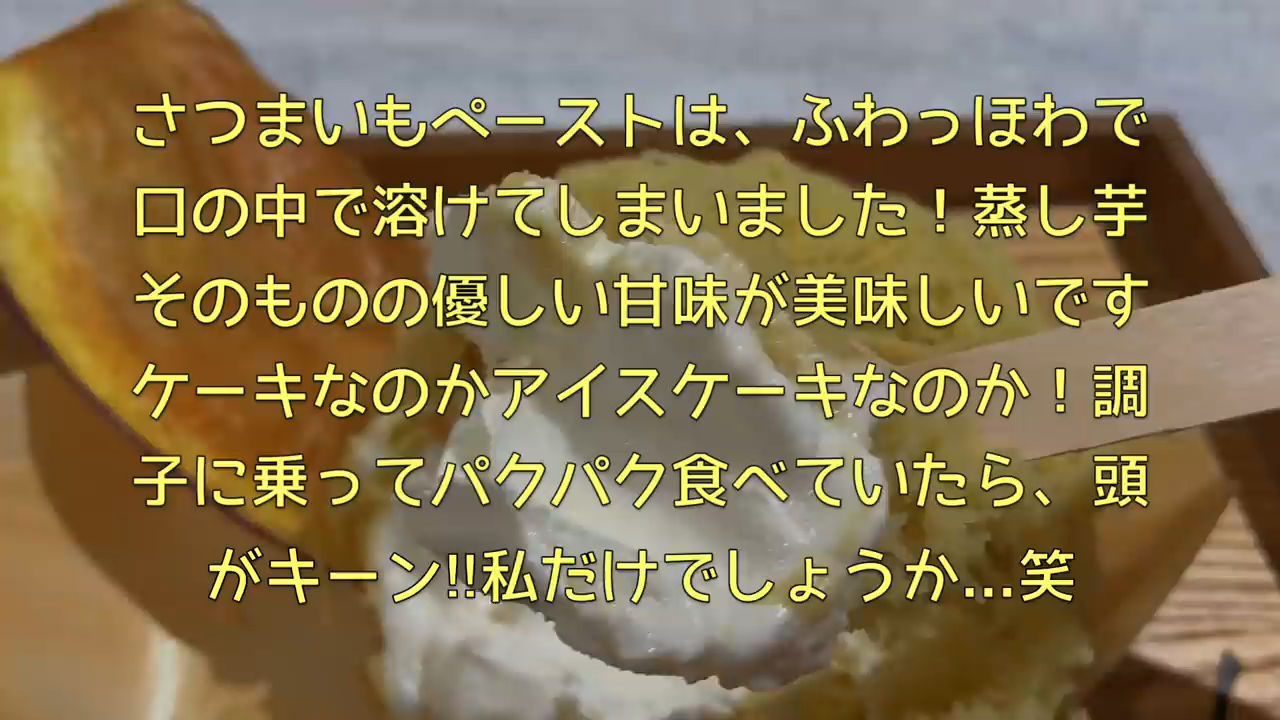 さつまいもペーストは、ふわっほわで
口の中で溶けてしまいました！蒸し芋
そのものの優しい甘味が美味しいです
ケーキなのかアイスケーキなのか！調
子に乗ってパクパク食べていたら、頭
がキーン!!私だけでしょうか...笑